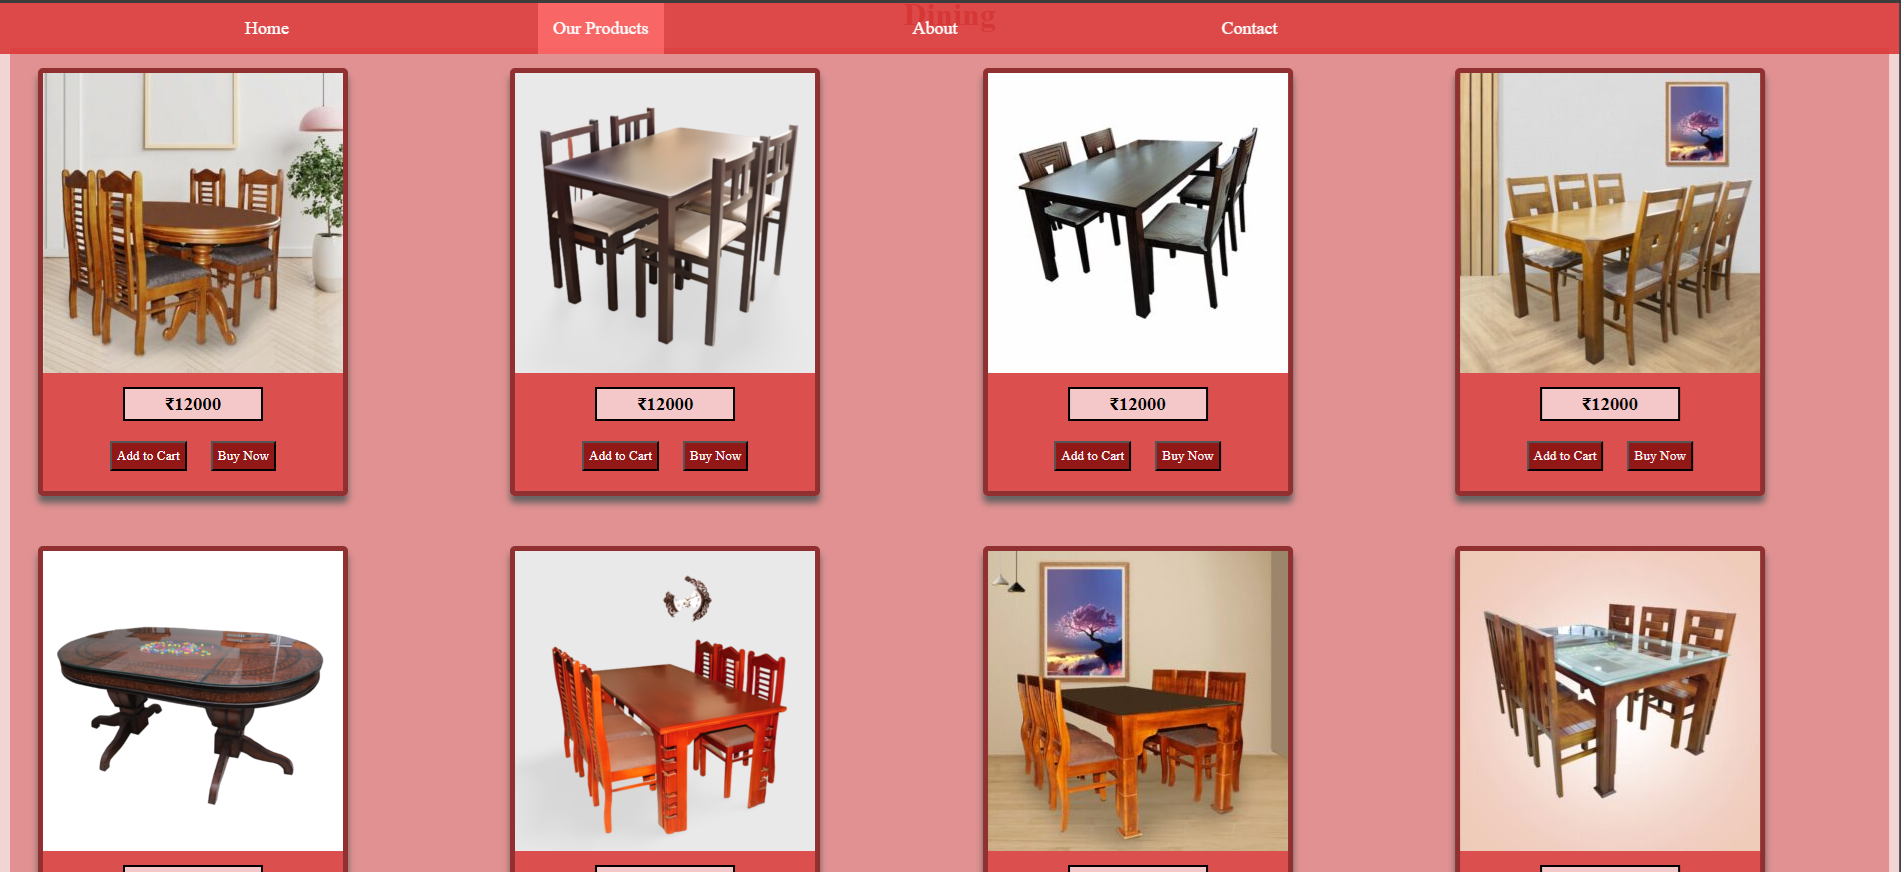 Dining
Home
Our Products
About
Contact
₹12000
Add to Cart
Buy Now
₹12000
Add to Cart
Buy Now
₹12000
Add to Cart
Buy Now
₹12000
Add to Cart
Buy Now